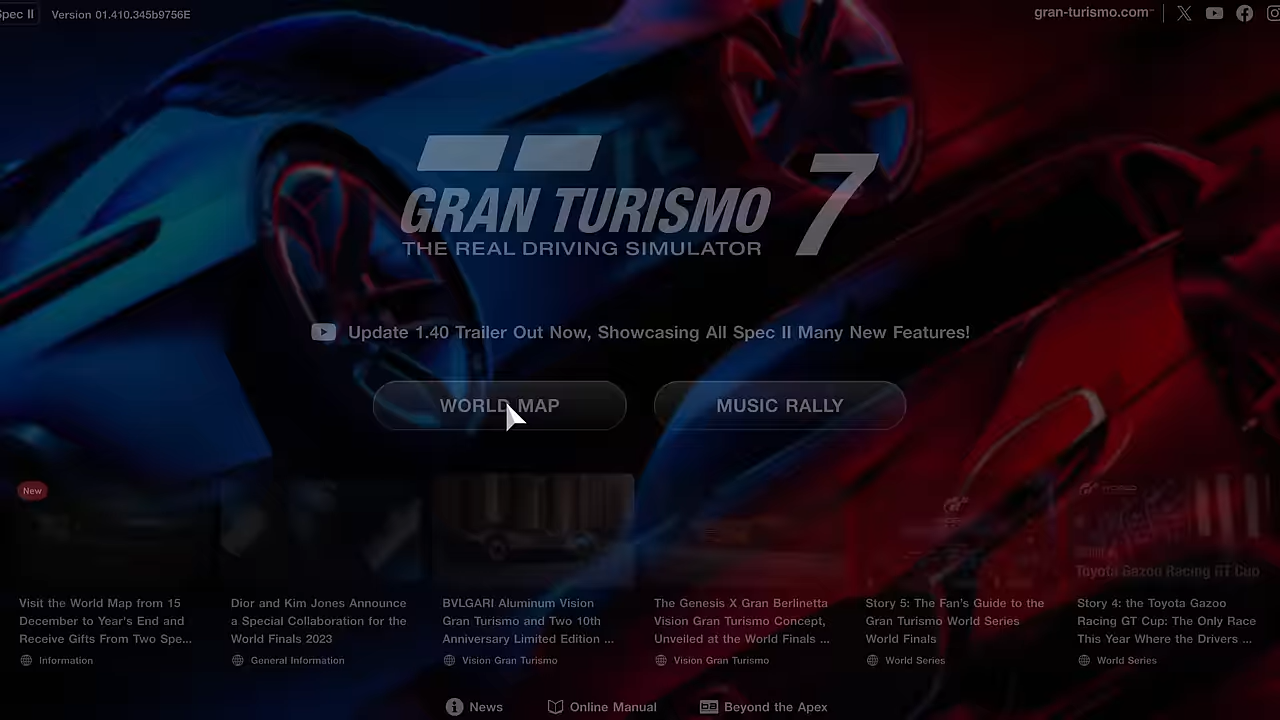 Spec II Version 01.410.345b9756E
gran-turismo.com
GRAN TURISMO 7
THE REAL DRIVING SIMULATOR
Update 1.40 Trailer Out Now, Showcasing All Spec II Many New Features!
WORLD MAP
MUSIC RALLY
New
Toyota Gazoo Racing GT Cup
Visit the World Map from 15
December to Year's End and
Receive Gifts From Two Spe...
Information
Dior and Kim Jones Announce
a Special Collaboration for the
World Finals 2023
General Information
BVLGARI Aluminum Vision
Gran Turismo and Two 10th
Anniversary Limited Edition ...
Vision Gran Turismo
The Genesis X Gran Berlinetta
Vision Gran Turismo Concept,
Unveiled at the World Finals ...
Vision Gran Turismo
Story 5: The Fan's Guide to the
Gran Turismo World Series
World Finals
World Series
Story 4: the Toyota Gazoo
Racing GT Cup: The Only Race
This Year Where the Drivers ...
World Series
News
Online Manual
Beyond the Apex